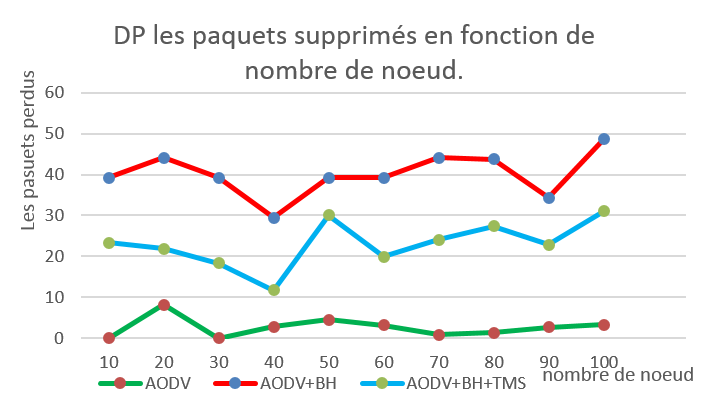 DP les paquets supprimés en fonction de
nombre de noeud.
Les pasuets perdus
60
50
40
30
20
10
0
10 20 30 40 50 60 70 80 90 100
nombre de noeud
AODV AODV+BH AODV+BH+TMS